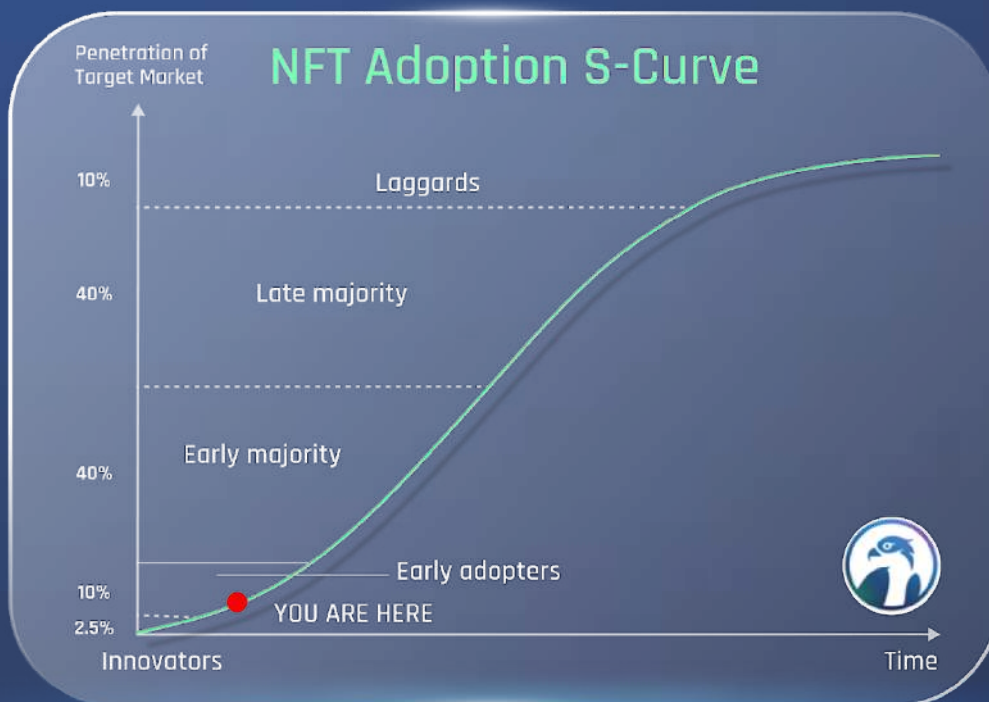 Penetration of
Target Market
NFT Adoption S-Curve
10%
Laggards
40%
Late majority
Early majority
40%
Early adopters
10%
YOU ARE HERE
2.5%
Innovators
Time